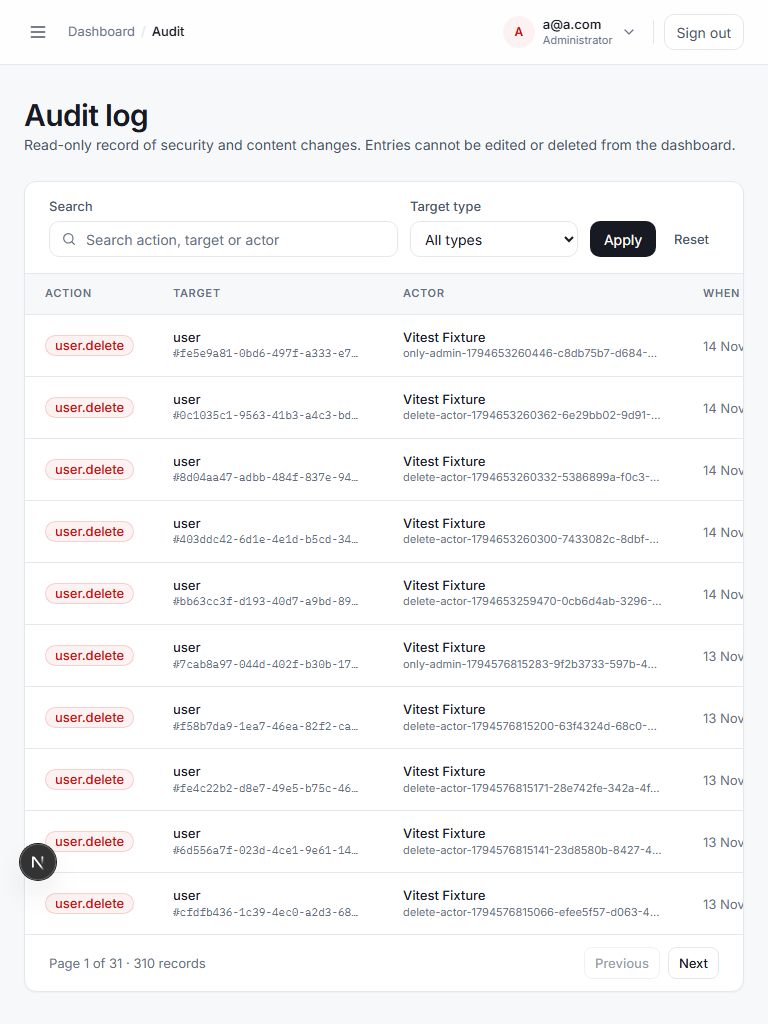 Dashboard / Audit
A
a@a.com
Administrator
Sign out
Audit log
Read-only record of security and content changes. Entries cannot be edited or deleted from the dashboard.
Search
Target type
Search action, target or actor
All types
Apply
Reset
ACTION TARGET ACTOR WHEN
user.delete user Vitest Fixture 14 Nov
#fe5e9a81-0bd6-497f-a333-e7… only-admin-1794653260446-c8db75b7-d684-…
user.delete user Vitest Fixture 14 Nov
#0c1035c1-9563-41b3-a4c3-bd… delete-actor-1794653260362-6e29bb02-9d91-…
user.delete user Vitest Fixture 14 Nov
#8d04aa47-adbb-484f-837e-94… delete-actor-1794653260332-5386899a-f0c3-…
user.delete user Vitest Fixture 14 Nov
#403ddc42-6d1e-4e1d-b5cd-34… delete-actor-1794653260300-7433082c-8dbf-…
user.delete user Vitest Fixture 14 Nov
#bb63cc3f-d193-40d7-a9bd-89… delete-actor-1794653259470-0cb6d4ab-3296-…
user.delete user Vitest Fixture 13 Nov
#7cab8a97-044d-402f-b30b-17… only-admin-1794576815283-9f2b3733-597b-4…
user.delete user Vitest Fixture 13 Nov
#f58b7da9-1ea7-46ea-82f2-ca… delete-actor-1794576815200-63f4324d-68c0-…
user.delete user Vitest Fixture 13 Nov
#fe4c22b2-d8e7-49e5-b75c-46… delete-actor-1794576815171-28e742fe-342a-4f…
user.delete user Vitest Fixture 13 Nov
#6d556a7f-023d-4ce1-9e61-14… delete-actor-1794576815141-23d8580b-8427-4…
N
user.delete user Vitest Fixture 13 Nov
#cfdfb436-1c39-4ec0-a2d3-68… delete-actor-1794576815066-efee5f57-d063-4…
Page 1 of 31 · 310 records
Previous
Next